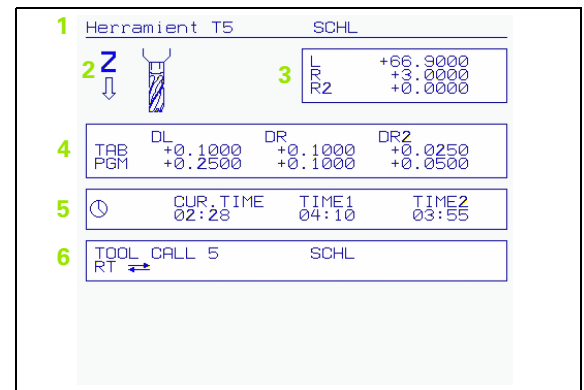 1 Herramient T5 SCHL
2 Z
3 L +66.9000
R +3.0000
R2 +0.0000
4 DL DR DR2
TAB +0.1000 +0.1000 +0.0250
PGM +0.2500 +0.1000 +0.0500
5 CUR.TIME TIME1 TIME2
02:28 04:10 03:55
6 TOOL CALL 5 SCHL
RT